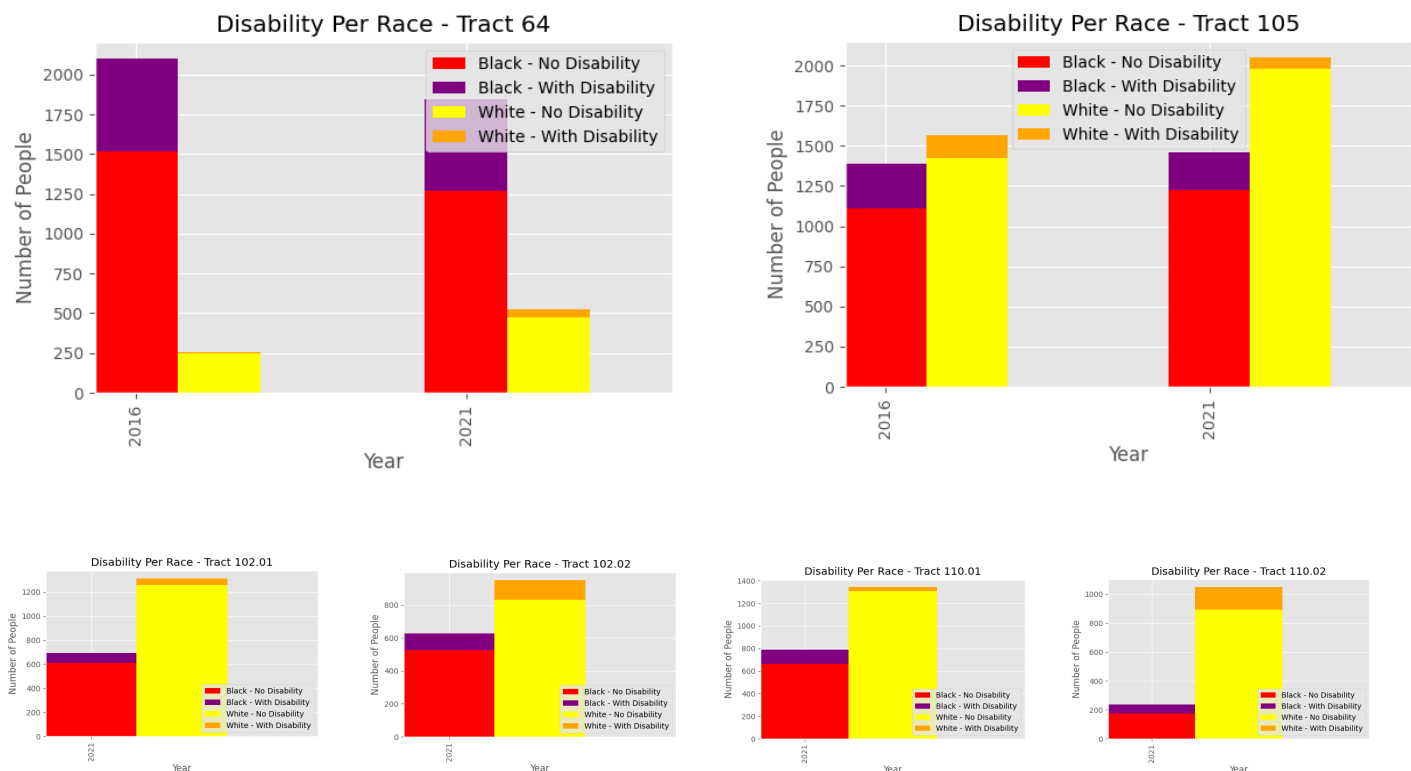 Disability Per Race - Tract 64
Number of People
2000
1750
1500
1250
1000
750
500
250
0
Black - No Disability
Black - With Disability
White - No Disability
White - With Disability
2016
2021
Year
Disability Per Race - Tract 105
Number of People
2000
1750
1500
1250
1000
750
500
250
0
Black - No Disability
Black - With Disability
White - No Disability
White - With Disability
2016
2021
Year
Disability Per Race - Tract 102.01
Number of People
1200
1000
800
600
400
200
0
Black - No Disability
Black - With Disability
White - No Disability
White - With Disability
2021
Year
Disability Per Race - Tract 102.02
Number of People
800
600
400
200
0
Black - No Disability
Black - With Disability
White - No Disability
White - With Disability
2021
Year
Disability Per Race - Tract 110.01
Number of People
1400
1200
1000
800
600
400
200
0
Black - No Disability
Black - With Disability
White - No Disability
White - With Disability
2021
Year
Disability Per Race - Tract 110.02
Number of People
1000
800
600
400
200
0
Black - No Disability
Black - With Disability
White - No Disability
White - With Disability
2021
Year